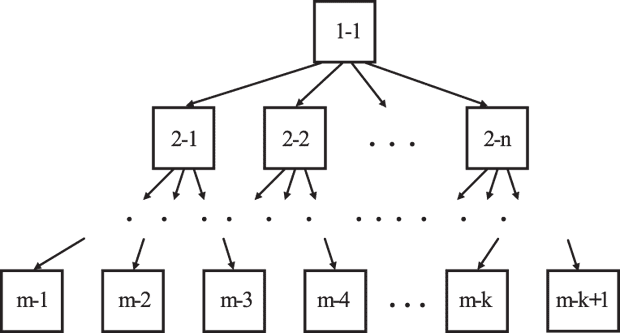 1-1
2-1 2-2 . . . 2-n
m-1 m-2 m-3 m-4 . . . m-k m-k+1